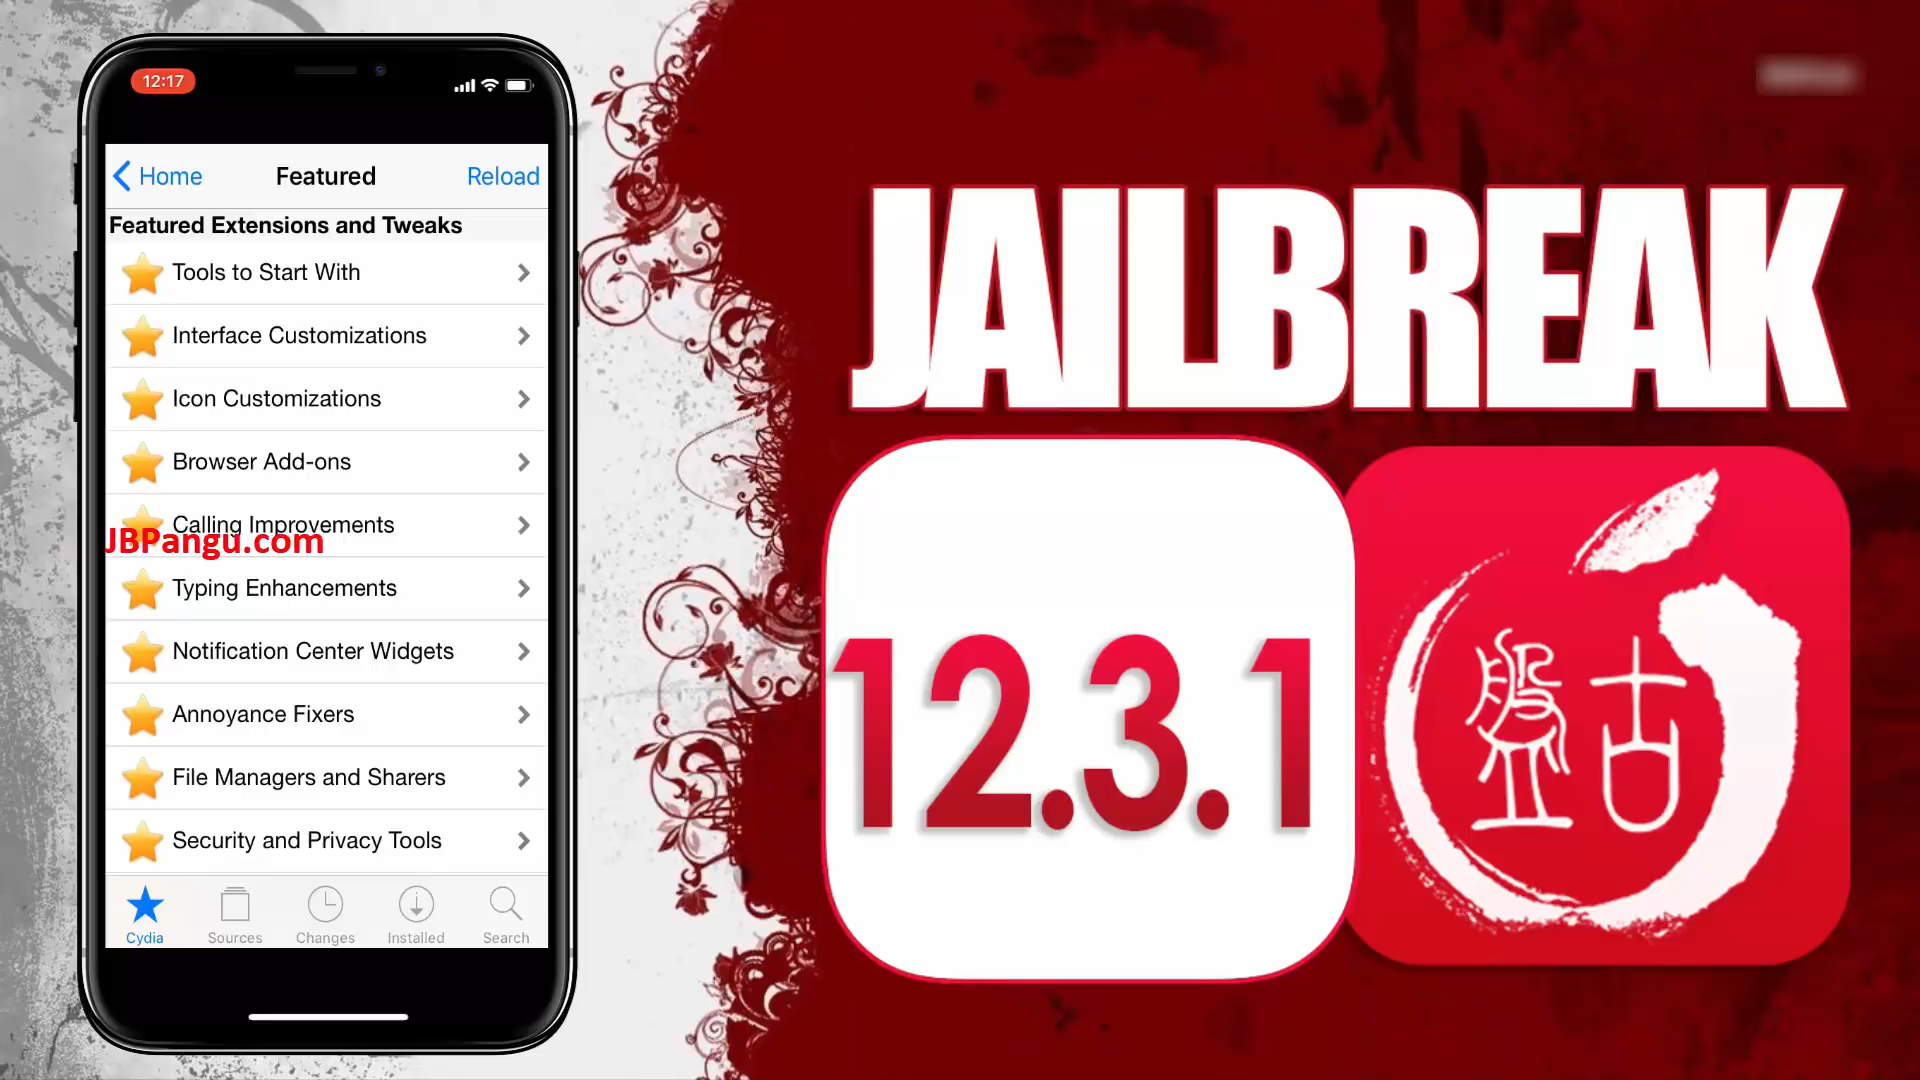 12:17
Home Featured Reload
Featured Extensions and Tweaks
Tools to Start With
Interface Customizations
Icon Customizations
Browser Add-ons
Calling Improvements
JBPangu.com
Typing Enhancements
Notification Center Widgets
Annoyance Fixers
File Managers and Sharers
Security and Privacy Tools
Cydia Sources Changes Installed Search
JAILBREAK
12.3.1
盤古